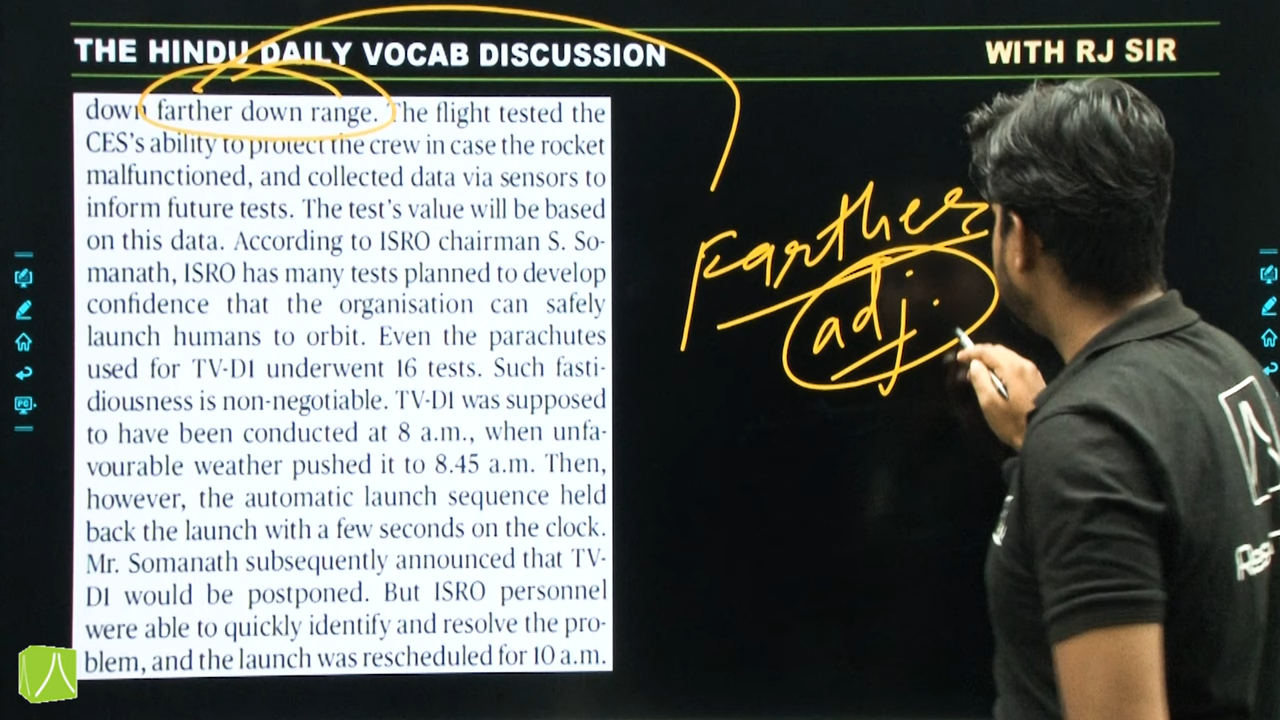 THE HINDU DAILY VOCAB DISCUSSION
WITH RJ SIR
down farther down range. The flight tested the
CES's ability to protect the crew in case the rocket
malfunctioned, and collected data via sensors to
inform future tests. The test's value will be based
on this data. According to ISRO chairman S. So-
manath, ISRO has many tests planned to develop
confidence that the organisation can safely
launch humans to orbit. Even the parachutes
used for TV-D1 underwent 16 tests. Such fasti-
diousness is non-negotiable. TV-D1 was supposed
to have been conducted at 8 a.m., when unfa-
vourable weather pushed it to 8.45 a.m. Then,
however, the automatic launch sequence held
back the launch with a few seconds on the clock.
Mr. Somanath subsequently announced that TV-
D1 would be postponed. But ISRO personnel
were able to quickly identify and resolve the pro-
blem, and the launch was rescheduled for 10 a.m.
Farther
adj.